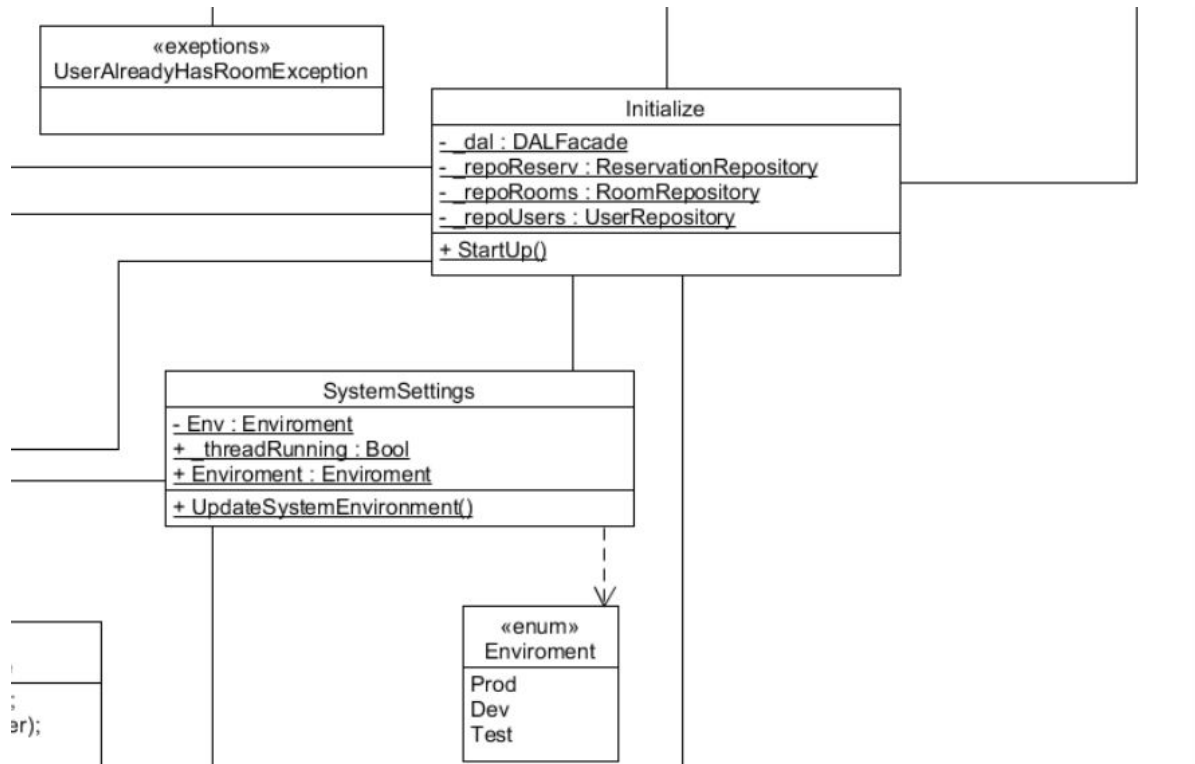 «exeptions»
UserAlreadyHasRoomException
Initialize
- _dal : DALFacade
- _repoReserv : ReservationRepository
- _repoRooms : RoomRepository
- _repoUsers : UserRepository
+ StartUp()
SystemSettings
- Env : Enviroment
+ _threadRunning : Bool
+ Enviroment : Enviroment
+ UpdateSystemEnvironment()
«enum»
Enviroment
Prod
Dev
Test
;
er);